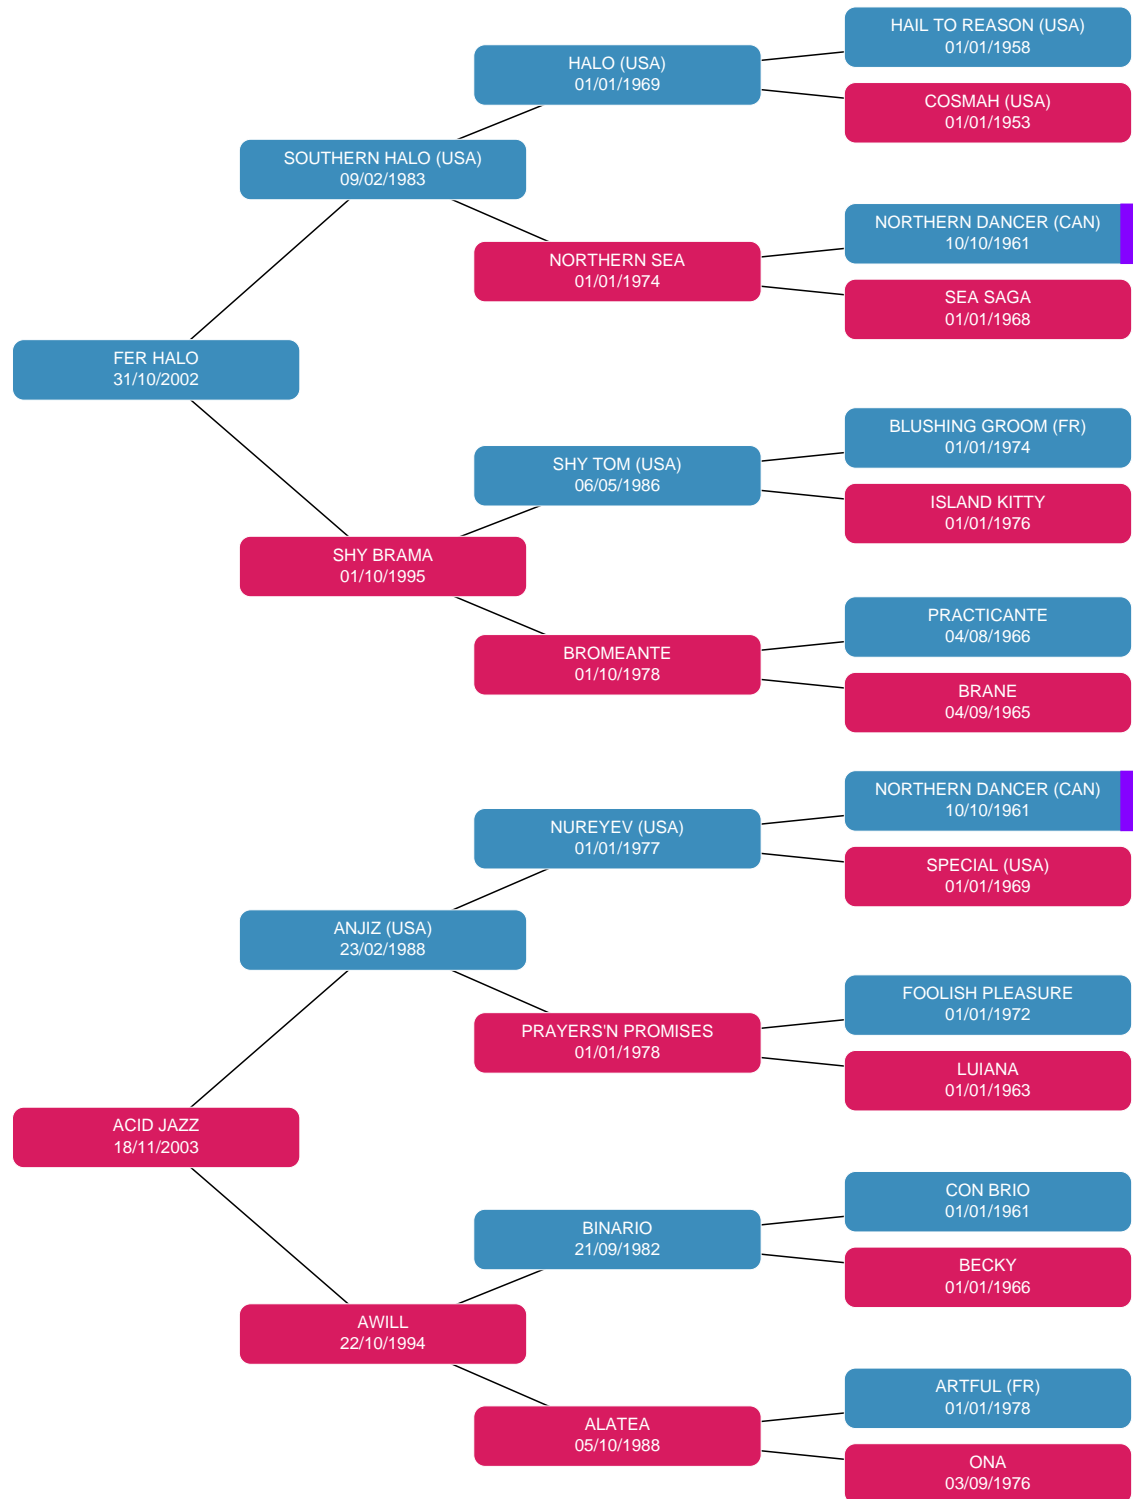 HAIL TO REASON (USA)
01/01/1958
HALO (USA)
01/01/1969
COSMAH (USA)
01/01/1953
SOUTHERN HALO (USA)
09/02/1983
NORTHERN DANCER (CAN)
10/10/1961
NORTHERN SEA
01/01/1974
SEA SAGA
01/01/1968
FER HALO
31/10/2002
BLUSHING GROOM (FR)
01/01/1974
SHY TOM (USA)
06/05/1986
ISLAND KITTY
01/01/1976
SHY BRAMA
01/10/1995
PRACTICANTE
04/08/1966
BROMEANTE
01/10/1978
BRANE
04/09/1965
NORTHERN DANCER (CAN)
10/10/1961
NUREYEV (USA)
01/01/1977
SPECIAL (USA)
01/01/1969
ANJIZ (USA)
23/02/1988
FOOLISH PLEASURE
01/01/1972
PRAYERS'N PROMISES
01/01/1978
LUIANA
01/01/1963
ACID JAZZ
18/11/2003
CON BRIO
01/01/1961
BINARIO
21/09/1982
BECKY
01/01/1966
AWILL
22/10/1994
ARTFUL (FR)
01/01/1978
ALATEA
05/10/1988
ONA
03/09/1976